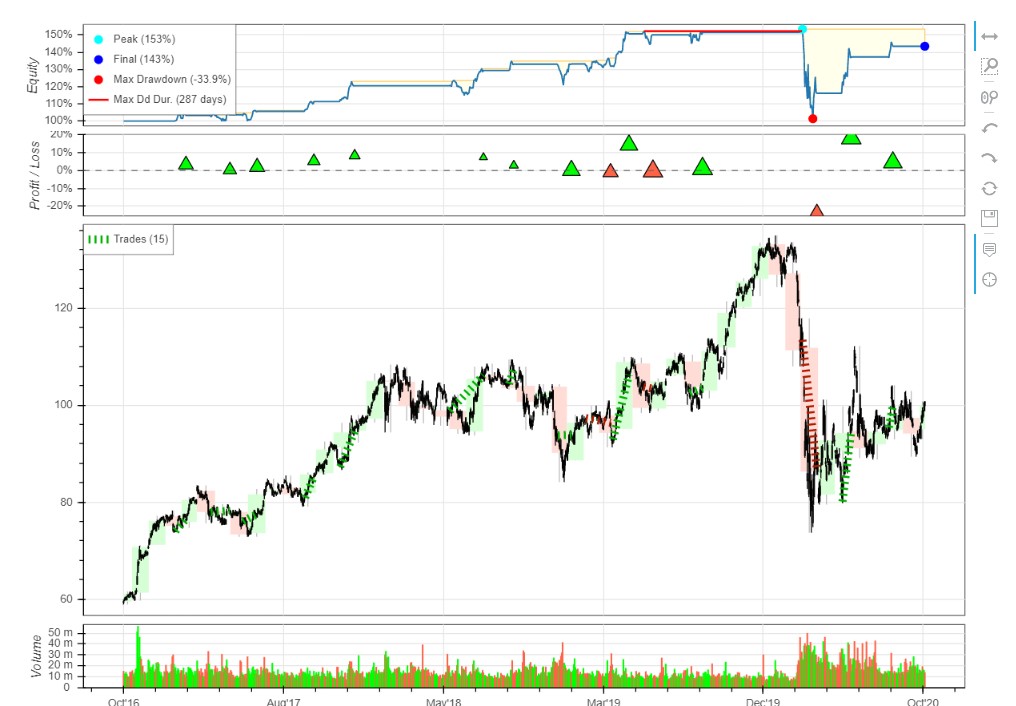 150%
140%
130%
120%
110%
100%
Equity
Peak (153%)
Final (143%)
Max Drawdown (-33.9%)
Max Dd Dur. (287 days)
20%
10%
0%
-10%
-20%
Profit / Loss
Trades (15)
120
100
80
60
50 m
40 m
30 m
20 m
10 m
0
Volume
Oct'16
Aug'17
May'18
Mar'19
Dec'19
Oct'20